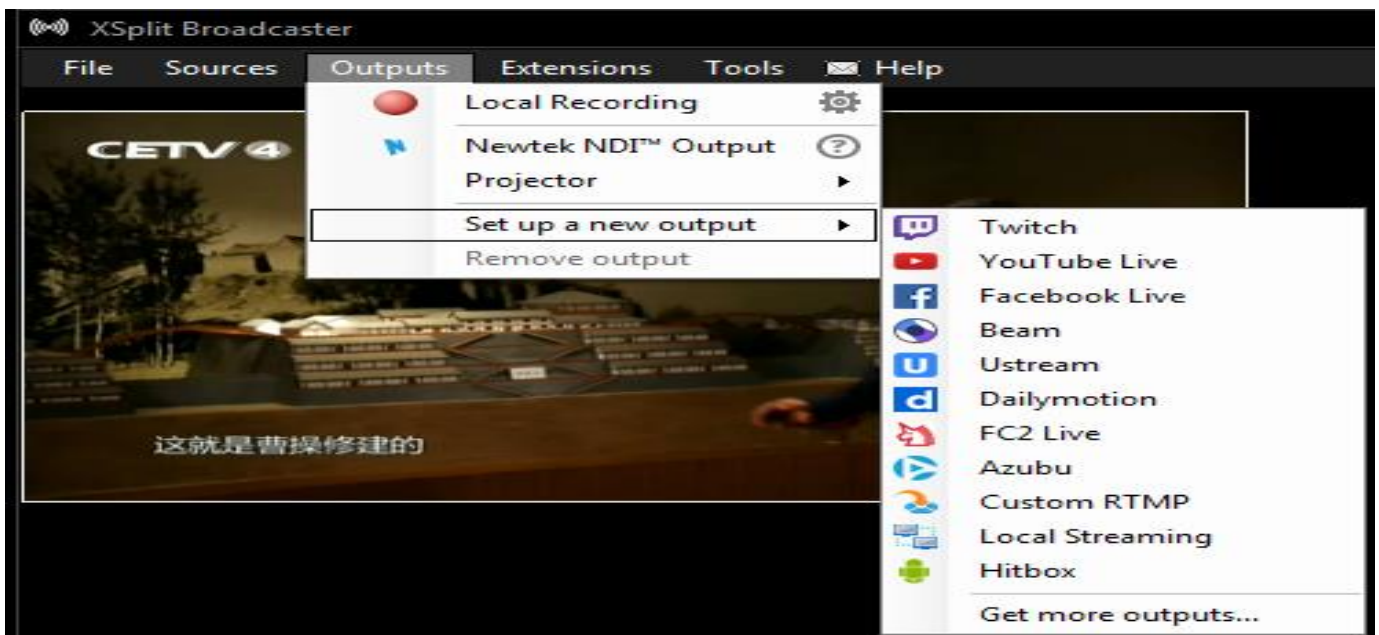 XSplit Broadcaster
File Sources Outputs Extensions Tools Help
Local Recording
CETV 4
Newtek NDI™ Output
Projector
Set up a new output
Remove output
Twitch
YouTube Live
Facebook Live
Beam
Ustream
Dailymotion
FC2 Live
Azubu
Custom RTMP
Local Streaming
Hitbox
Get more outputs...
这就是曹操修建的